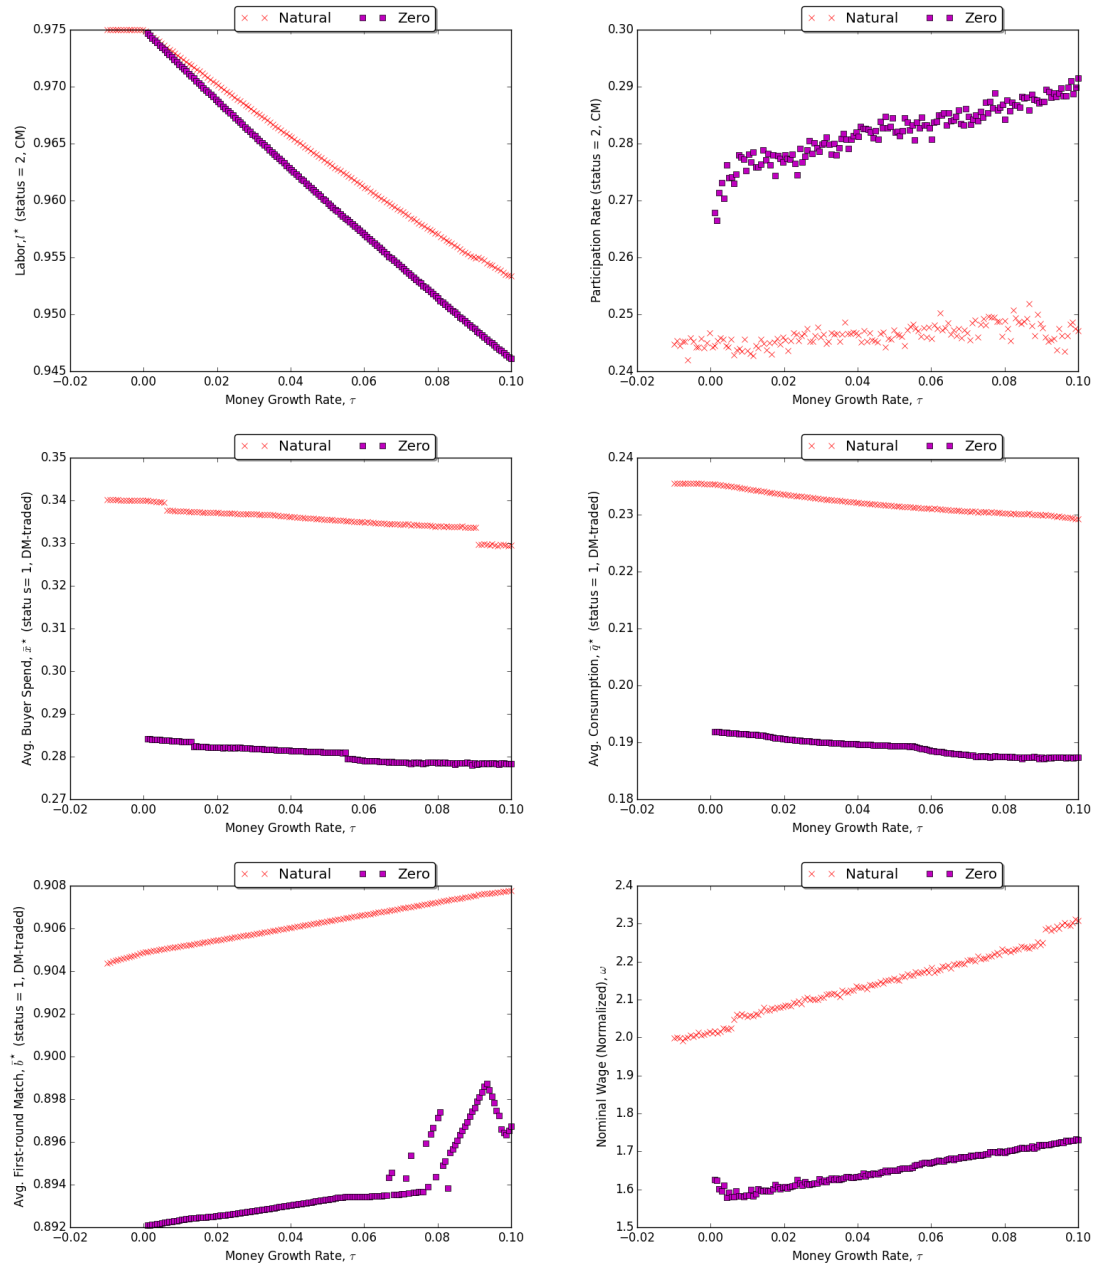 Natural Zero
0.975
0.970
0.965
0.960
0.955
0.950
0.945
−0.02 0.00 0.02 0.04 0.06 0.08 0.10
Labor,l* (status = 2, CM)
Money Growth Rate, τ
Natural Zero
0.30
0.29
0.28
0.27
0.26
0.25
0.24
−0.02 0.00 0.02 0.04 0.06 0.08 0.10
Participation Rate (status = 2, CM)
Money Growth Rate, τ
Natural Zero
0.35
0.34
0.33
0.32
0.31
0.30
0.29
0.28
0.27
−0.02 0.00 0.02 0.04 0.06 0.08 0.10
Avg. Buyer Spend, x̄* (statu s= 1, DM-traded)
Money Growth Rate, τ
Natural Zero
0.24
0.23
0.22
0.21
0.20
0.19
0.18
−0.02 0.00 0.02 0.04 0.06 0.08 0.10
Avg. Consumption, q̄* (status = 1, DM-traded)
Money Growth Rate, τ
Natural Zero
0.908
0.906
0.904
0.902
0.900
0.898
0.896
0.894
0.892
−0.02 0.00 0.02 0.04 0.06 0.08 0.10
Avg. First-round Match, b̄* (status = 1, DM-traded)
Money Growth Rate, τ
Natural Zero
2.4
2.3
2.2
2.1
2.0
1.9
1.8
1.7
1.6
1.5
−0.02 0.00 0.02 0.04 0.06 0.08 0.10
Nominal Wage (Normalized), ω
Money Growth Rate, τ